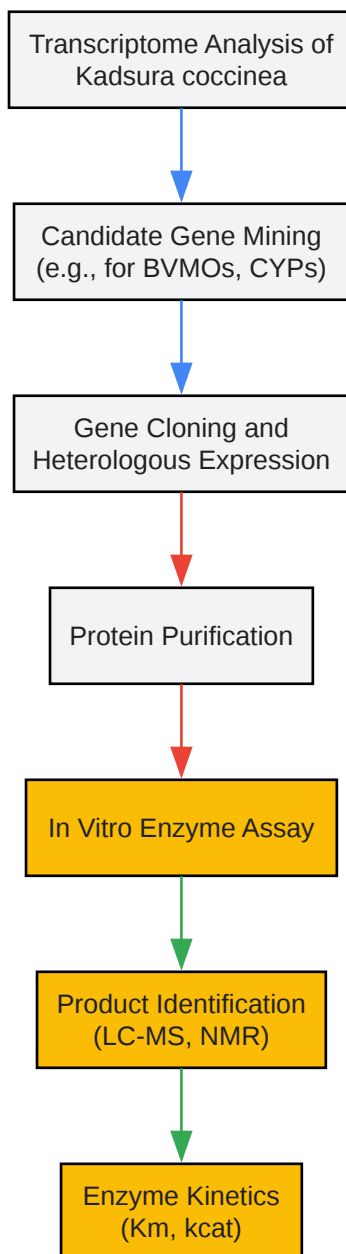 Transcriptome Analysis of
Kadsura coccinea
Candidate Gene Mining
(e.g., for BVMOs, CYPs)
Gene Cloning and
Heterologous Expression
Protein Purification
In Vitro Enzyme Assay
Product Identification
(LC-MS, NMR)
Enzyme Kinetics
(Km, kcat)